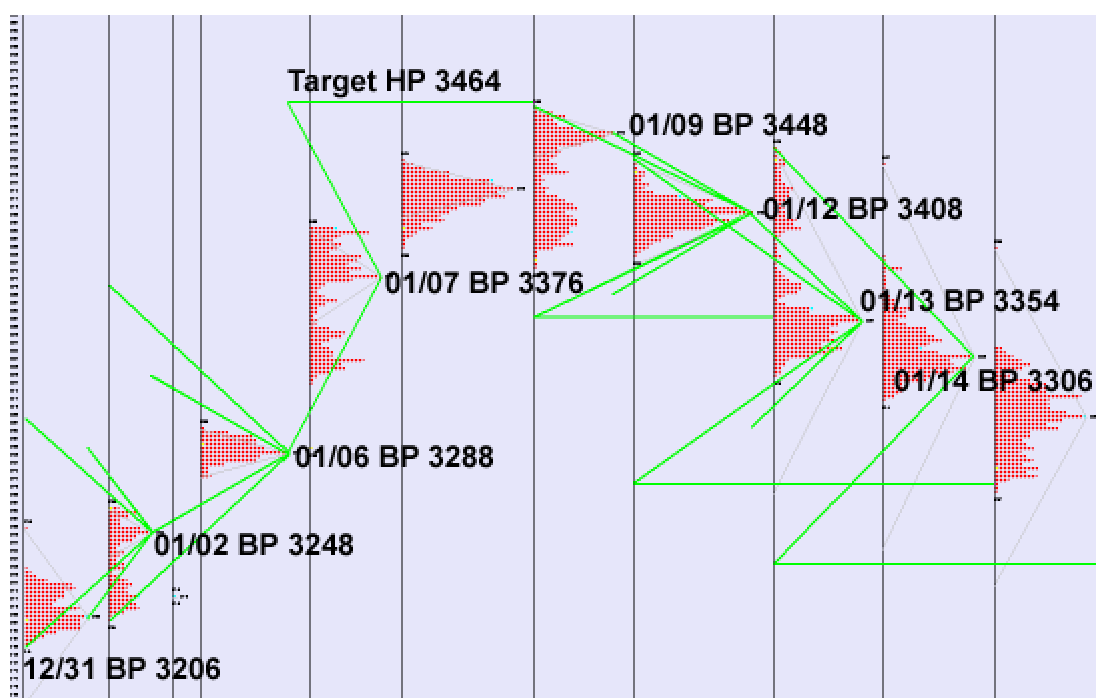 Target HP 3464
01/09 BP 3448
01/12 BP 3408
01/07 BP 3376
01/13 BP 3354
01/14 BP 3306
01/06 BP 3288
01/02 BP 3248
12/31 BP 3206